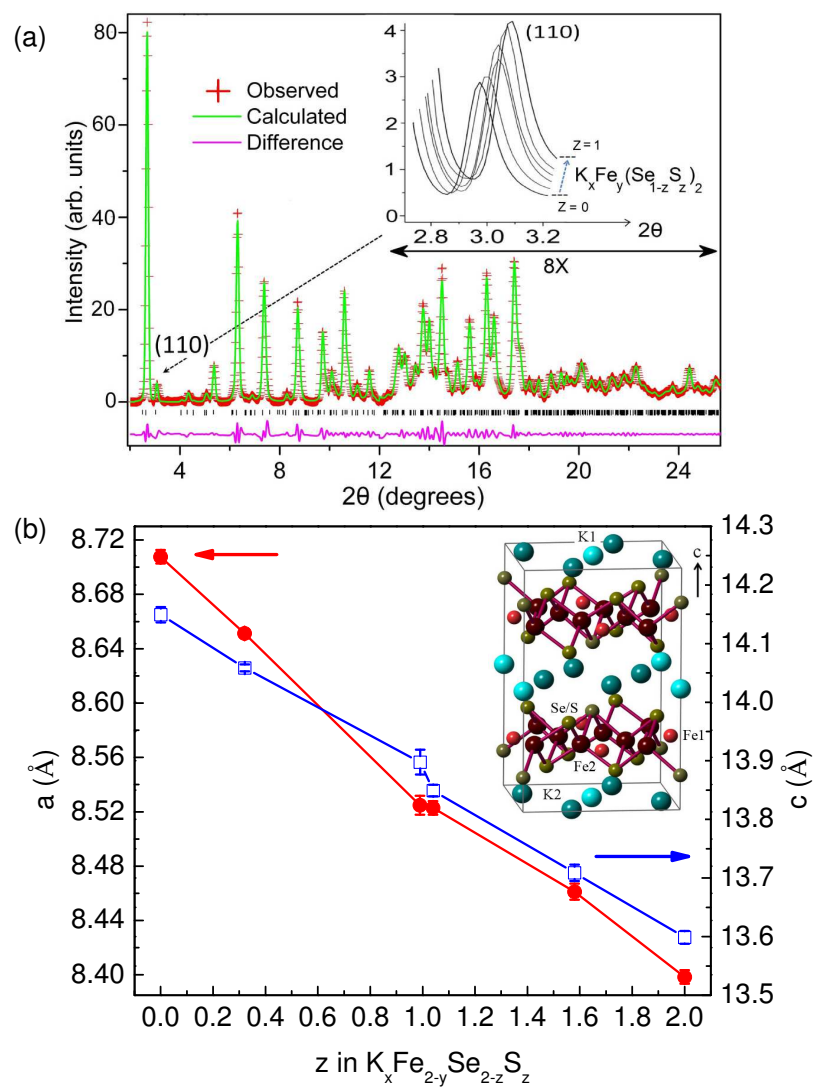 (a)
80
60
40
20
0
Intensity (arb. units)
Observed
Calculated
Difference
(110)
4
3
2
1
0
2.8 3.0 3.2 2θ
(110)
Z=1
KxFey(Se1-zSz)2
Z=0
8X
4 8 12 16 20 24
2θ (degrees)
(b)
8.72
8.68
8.64
8.60
8.56
8.52
8.48
8.44
8.40
a (Å)
14.3
14.2
14.1
14.0
13.9
13.8
13.7
13.6
13.5
c (Å)
K1
c
Se/S
Fe1
Fe2
K2
0.0 0.2 0.4 0.6 0.8 1.0 1.2 1.4 1.6 1.8 2.0
z in KxFe2-ySe2-zSz